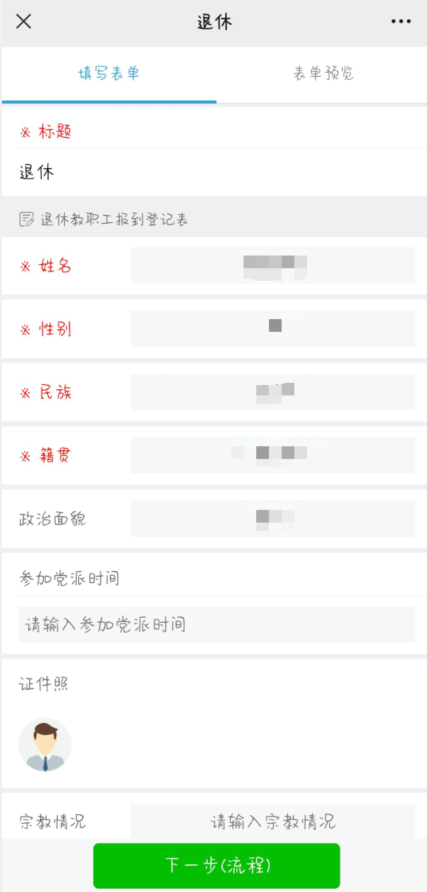 退休
填写表单
表单预览
※ 标题
退休
退休教职工报到登记表
※ 姓名
※ 性别
※ 民族
※ 籍贯
政治面貌
参加党派时间
请输入参加党派时间
证件照
宗教情况
请输入宗教情况
下一步(流程)